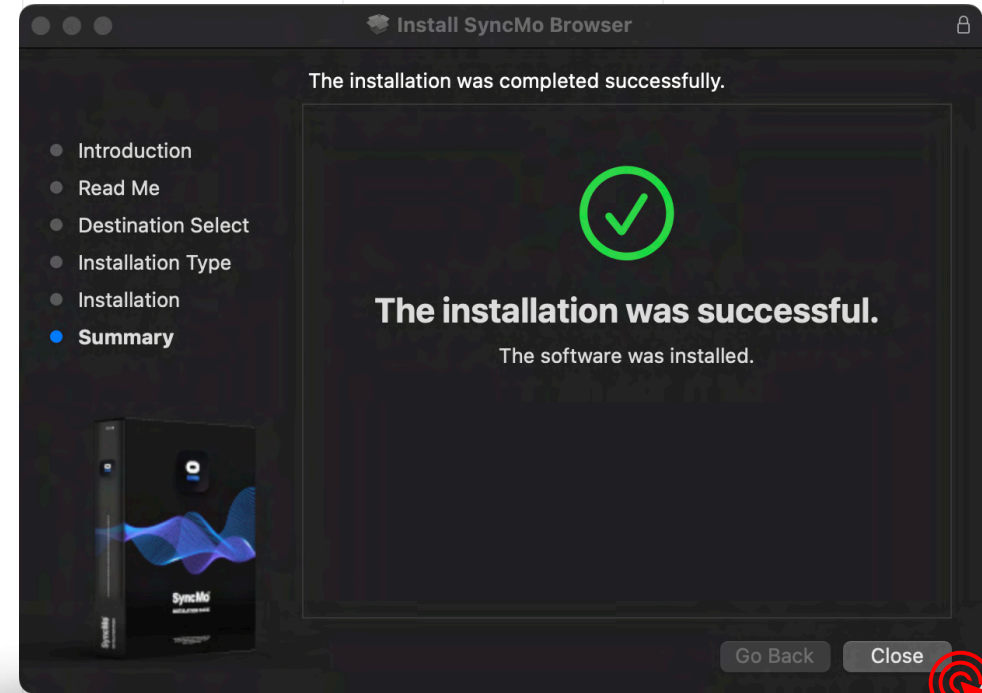 Install SyncMo Browser
The installation was completed successfully.
Introduction
Read Me
Destination Select
Installation Type
Installation
Summary
The installation was successful.
The software was installed.
SyncMo
SyncMo
Go Back
Close